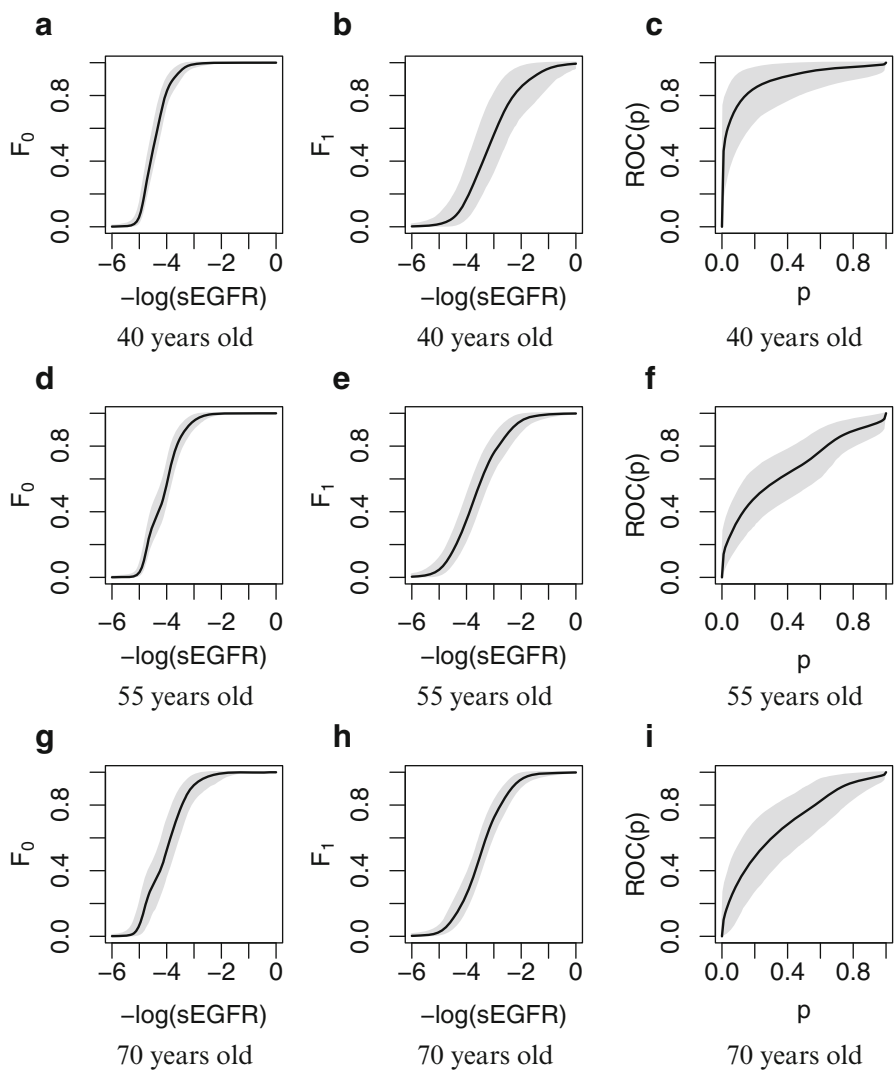 a b c
F0 0.0 0.4 0.8
F1 0.0 0.4 0.8
ROC(p) 0.0 0.4 0.8
−6 −4 −2 0 −6 −4 −2 0 0.0 0.4 0.8
−log(sEGFR) −log(sEGFR) p
40 years old 40 years old 40 years old
d e f
F0 0.0 0.4 0.8
F1 0.0 0.4 0.8
ROC(p) 0.0 0.4 0.8
−6 −4 −2 0 −6 −4 −2 0 0.0 0.4 0.8
−log(sEGFR) −log(sEGFR) p
55 years old 55 years old 55 years old
g h i
F0 0.0 0.4 0.8
F1 0.0 0.4 0.8
ROC(p) 0.0 0.4 0.8
−6 −4 −2 0 −6 −4 −2 0 0.0 0.4 0.8
−log(sEGFR) −log(sEGFR) p
70 years old 70 years old 70 years old